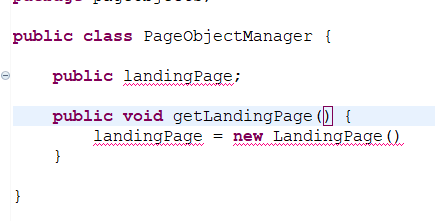 public class PageObjectManager {
public landingPage;
public void getLandingPage() {
landingPage = new LandingPage()
}
}